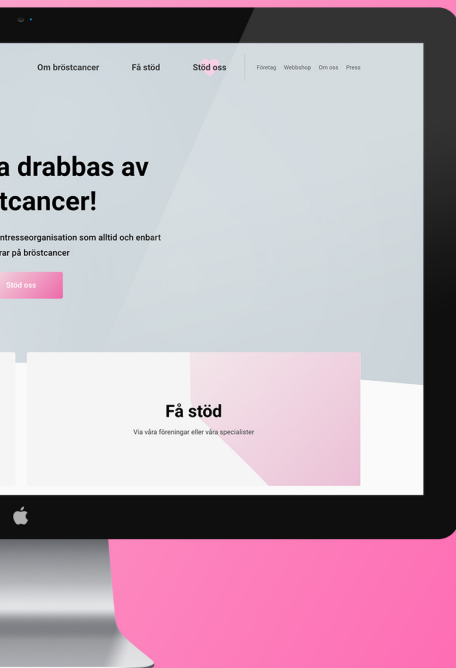 Om bröstcancer Få stöd Stöd oss Företag Webbshop Om oss Press
a drabbas av
tcancer!
ntresseorganisation som alltid och enbart
rar på bröstcancer
Stöd oss
Få stöd
Via våra föreningar eller våra specialister